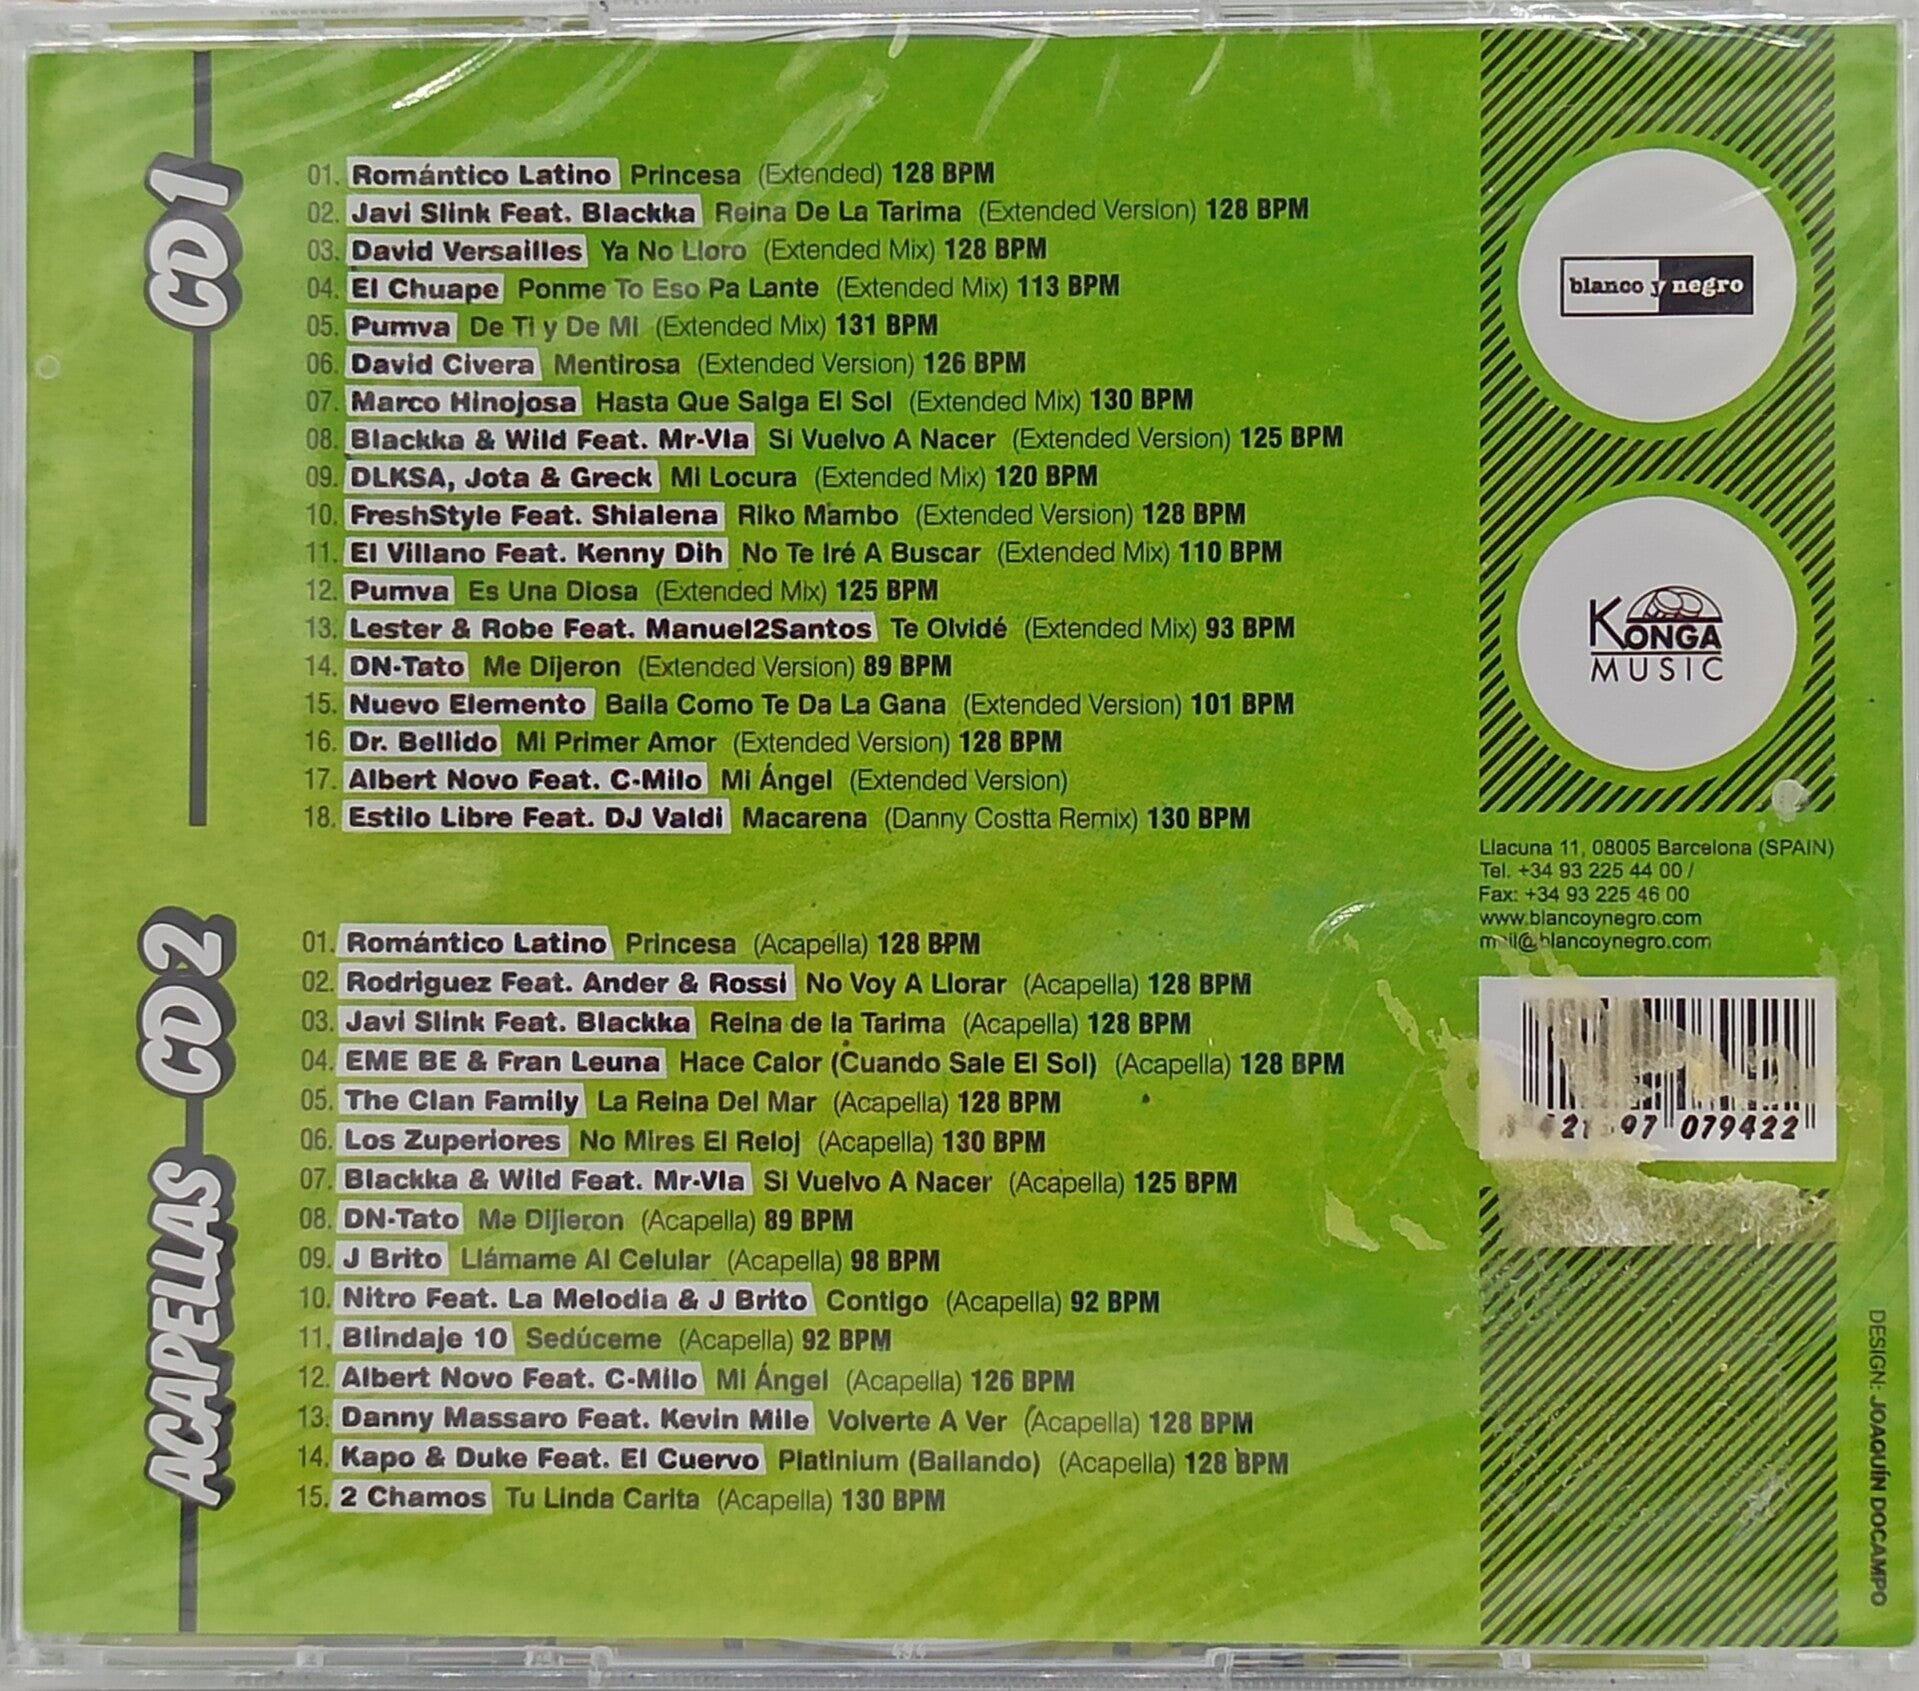 CD1
01. Romántico Latino Princesa (Extended) 128 BPM
02. Javi Slink Feat. Blackka Reina De La Tarima (Extended Version) 128 BPM
03. David Versailles Ya No Lloro (Extended Mix) 128 BPM
04. El Chuape Ponme To Eso Pa Lante (Extended Mix) 113 BPM
05. Pumva De Ti y De Mi (Extended Mix) 131 BPM
06. David Civera Mentirosa (Extended Version) 126 BPM
07. Marco Hinojosa Hasta Que Salga El Sol (Extended Mix) 130 BPM
08. Blackka & Wild Feat. Mr-Vla Si Vuelvo A Nacer (Extended Version) 125 BPM
09. DLKSA, Jota & Greck Mi Locura (Extended Mix) 120 BPM
10. FreshStyle Feat. Shialena Riko Mambo (Extended Version) 128 BPM
11. El Villano Feat. Kenny Dih No Te Iré A Buscar (Extended Mix) 110 BPM
12. Pumva Es Una Diosa (Extended Mix) 125 BPM
13. Lester & Robe Feat. Manuel2Santos Te Olvidé (Extended Mix) 93 BPM
14. DN-Tato Me Dijeron (Extended Version) 89 BPM
15. Nuevo Elemento Baila Como Te Da La Gana (Extended Version) 101 BPM
16. Dr. Bellido Mi Primer Amor (Extended Version) 128 BPM
17. Albert Novo Feat. C-Milo Mi Ángel (Extended Version)
18. Estilo Libre Feat. DJ Valdi Macarena (Danny Costta Remix) 130 BPM
ACAPELLAS CD2
01. Romántico Latino Princesa (Acapella) 128 BPM
02. Rodriguez Feat. Ander & Rossi No Voy A Llorar (Acapella) 128 BPM
03. Javi Slink Feat. Blackka Reina de la Tarima (Acapella) 128 BPM
04. EME BE & Fran Leuna Hace Calor (Cuando Sale El Sol) (Acapella) 128 BPM
05. The Clan Family La Reina Del Mar (Acapella) 128 BPM
06. Los Zuperiores No Mires El Reloj (Acapella) 130 BPM
07. Blackka & Wild Feat. Mr-Vla Si Vuelvo A Nacer (Acapella) 125 BPM
08. DN-Tato Me Dijieron (Acapella) 89 BPM
09. J Brito Llámame Al Celular (Acapella) 98 BPM
10. Nitro Feat. La Melodia & J Brito Contigo (Acapella) 92 BPM
11. Blindaje 10 Sedúceme (Acapella) 92 BPM
12. Albert Novo Feat. C-Milo Mi Ángel (Acapella) 126 BPM
13. Danny Massaro Feat. Kevin Mile Volverte A Ver (Acapella) 128 BPM
14. Kapo & Duke Feat. El Cuervo Platinium (Bailando) (Acapella) 128 BPM
15. 2 Chamos Tu Linda Carita (Acapella) 130 BPM
blanco y negro
KONGA
MUSIC
Llacuna 11, 08005 Barcelona (SPAIN)
Tel. +34 93 225 44 00 /
Fax: +34 93 225 46 00
www.blancoynegro.com
mail@blancoynegro.com
079422
DESIGN: JOAQUÍN DOCAMPO